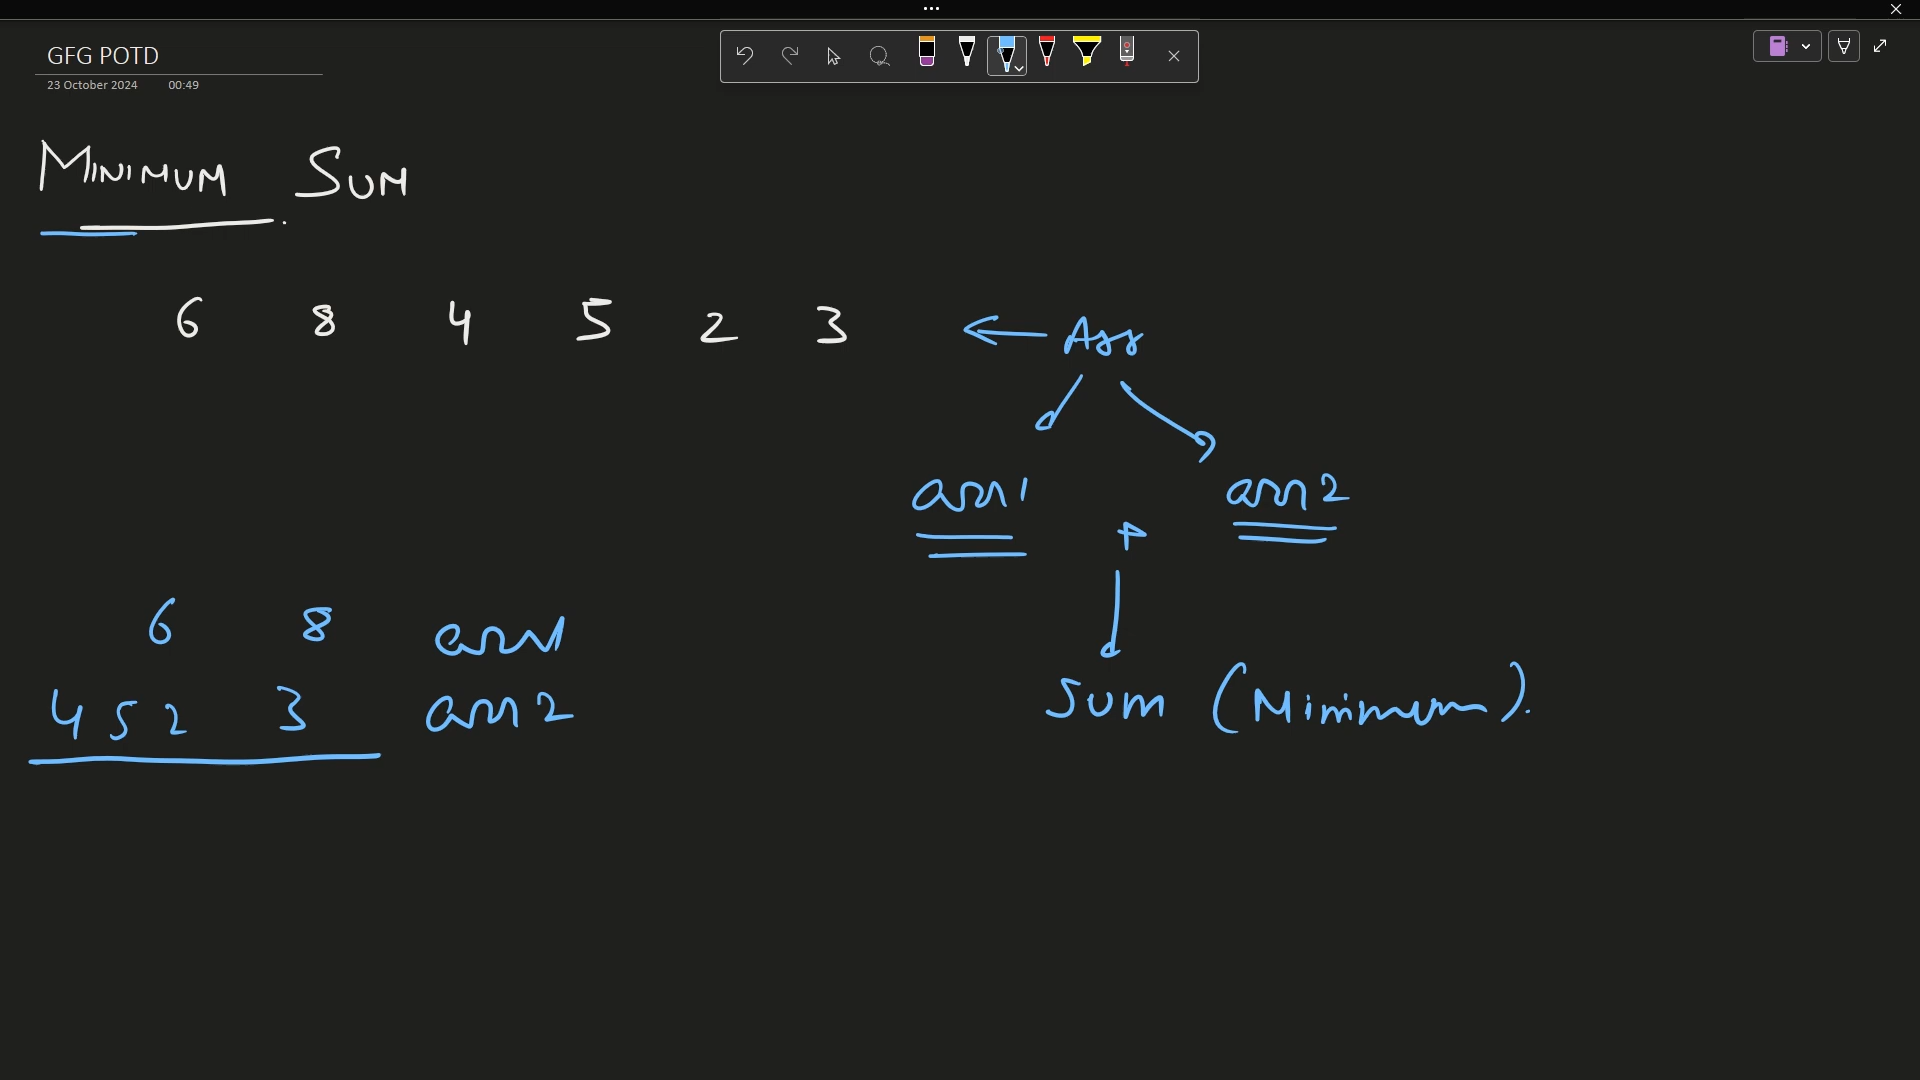 GFG POTD
23 October 2024 00:49
MINIMUM SUM
6 8 4 5 2 3 ← Arr
arr1 + arr2
6 8 arr1
4 5 2 3 arr2
Sum (Minimum).